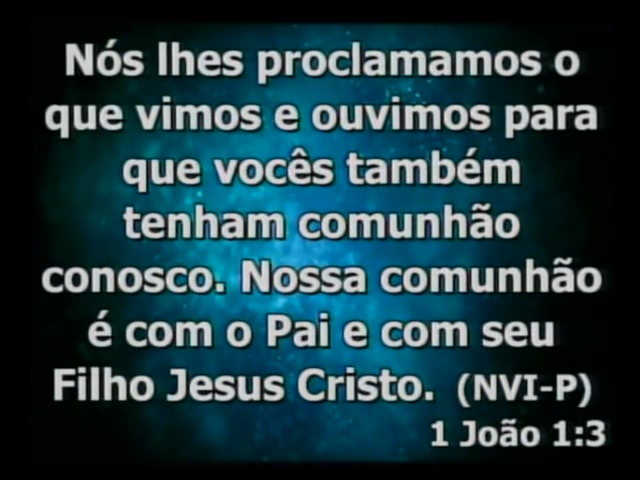 Nós lhes proclamamos o
que vimos e ouvimos para
que vocês também
tenham comunhão
conosco. Nossa comunhão
é com o Pai e com seu
Filho Jesus Cristo. (NVI-P)
1 João 1:3